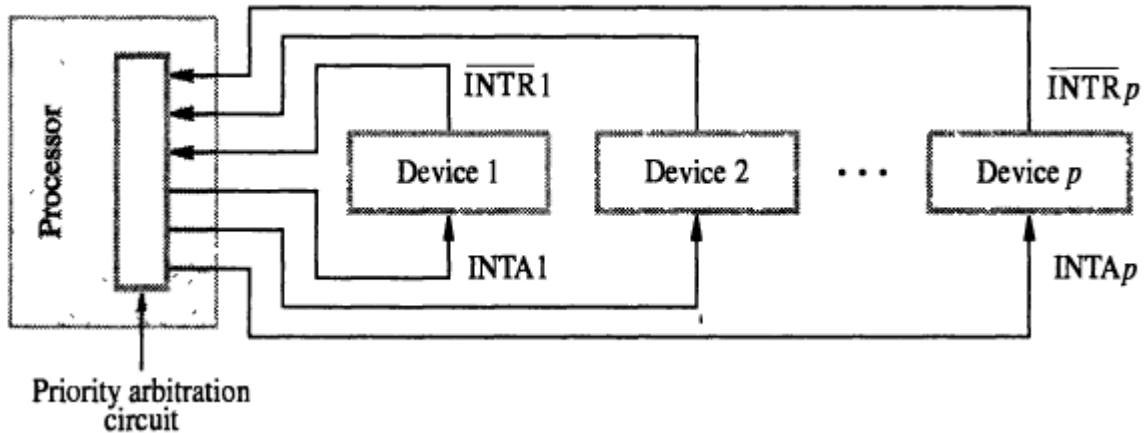 INTR1
INTRp
Processor
Device 1
Device 2
...
Device p
INTA1
INTAp
Priority arbitration
circuit